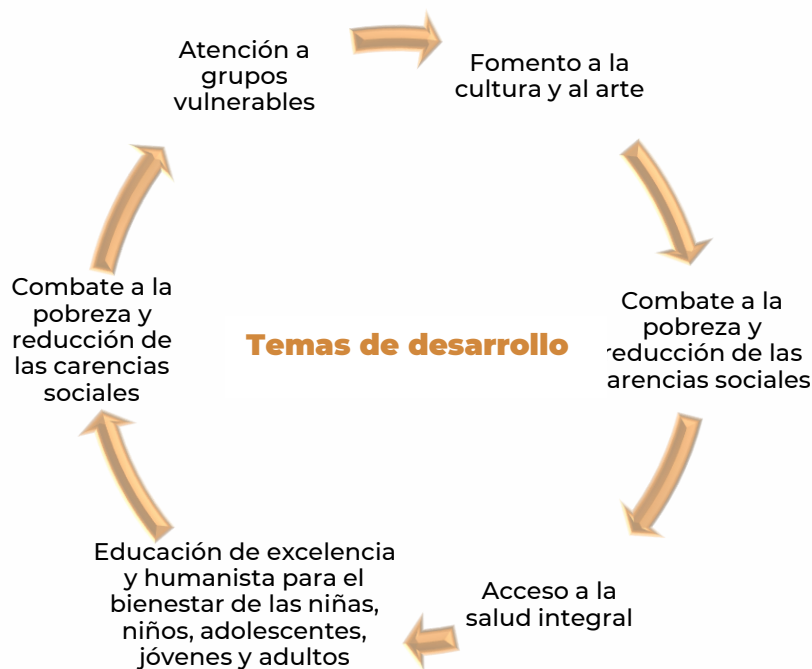 Atención a
grupos
vulnerables
Fomento a la
cultura y al arte
Combate a la
pobreza y
reducción de las
arencias sociales
Acceso a la
salud integral
Educación de excelencia
y humanista para el
bienestar de las niñas,
niños, adolescentes,
jóvenes y adultos
Combate a la
pobreza y
reducción de
las carencias
sociales
Temas de desarrollo